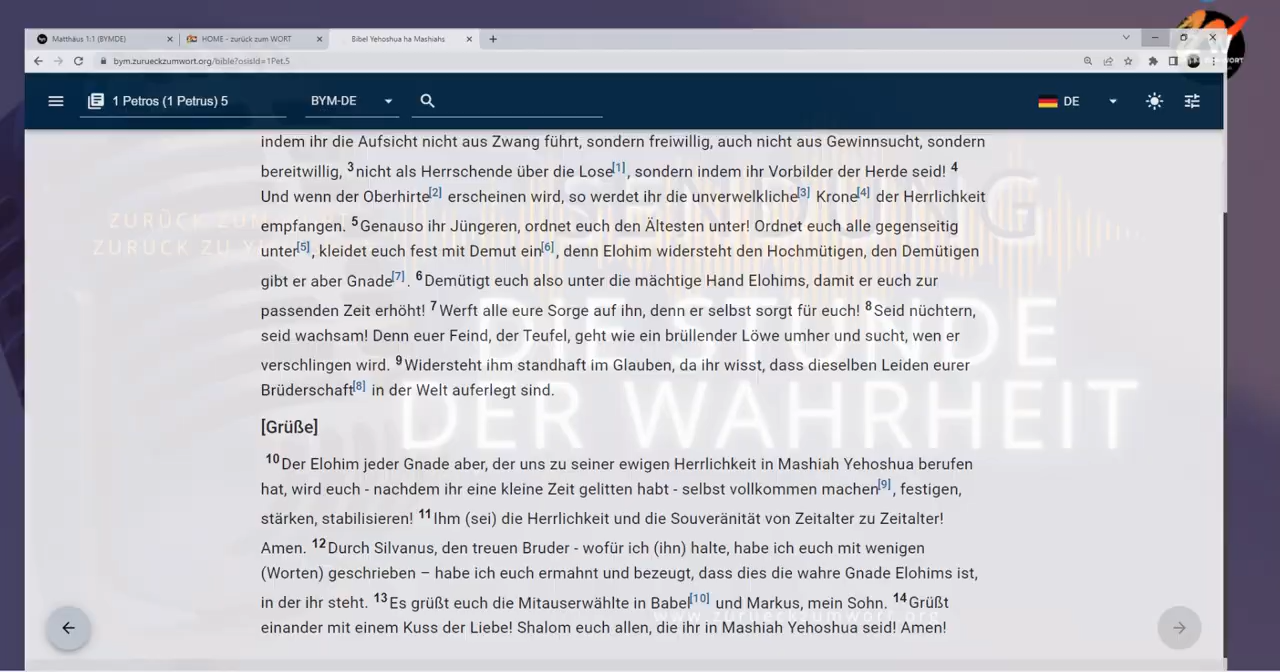 Matthäus 1:1 (BYMDE)
HOME - zurück zum WORT
Bibel Yehoshua ha Mashiahs
bym.zurueckzumwort.org/bible?osisId=1Pet.5
1 Petros (1 Petrus) 5
BYM-DE
DE
indem ihr die Aufsicht nicht aus Zwang führt, sondern freiwillig, auch nicht aus Gewinnsucht, sondern
bereitwillig, 3 nicht als Herrschende über die Lose[1], sondern indem ihr Vorbilder der Herde seid! 4
Und wenn der Oberhirte[2] erscheinen wird, so werdet ihr die unverwelkliche[3] Krone[4] der Herrlichkeit
empfangen. 5 Genauso ihr Jüngeren, ordnet euch den Ältesten unter! Ordnet euch alle gegenseitig
unter[5], kleidet euch fest mit Demut ein[6], denn Elohim widersteht den Hochmütigen, den Demütigen
gibt er aber Gnade[7]. 6 Demütigt euch also unter die mächtige Hand Elohims, damit er euch zur
passenden Zeit erhöht! 7 Werft alle eure Sorge auf ihn, denn er selbst sorgt für euch! 8 Seid nüchtern,
seid wachsam! Denn euer Feind, der Teufel, geht wie ein brüllender Löwe umher und sucht, wen er
verschlingen wird. 9 Widersteht ihm standhaft im Glauben, da ihr wisst, dass dieselben Leiden eurer
Brüderschaft[8] in der Welt auferlegt sind.
[Grüße]
10 Der Elohim jeder Gnade aber, der uns zu seiner ewigen Herrlichkeit in Mashiah Yehoshua berufen
hat, wird euch - nachdem ihr eine kleine Zeit gelitten habt - selbst vollkommen machen[9], festigen,
stärken, stabilisieren! 11 Ihm (sei) die Herrlichkeit und die Souveränität von Zeitalter zu Zeitalter!
Amen. 12 Durch Silvanus, den treuen Bruder - wofür ich (ihn) halte, habe ich euch mit wenigen
(Worten) geschrieben – habe ich euch ermahnt und bezeugt, dass dies die wahre Gnade Elohims ist,
in der ihr steht. 13 Es grüßt euch die Mitauserwählte in Babel[10] und Markus, mein Sohn. 14 Grüßt
einander mit einem Kuss der Liebe! Shalom euch allen, die ihr in Mashiah Yehoshua seid! Amen!
SENDUNG
DIE STUNDE
DER WAHRHEIT
ZURÜCK ZUM
ZURÜCK ZU
www.zurueckzumwort.org